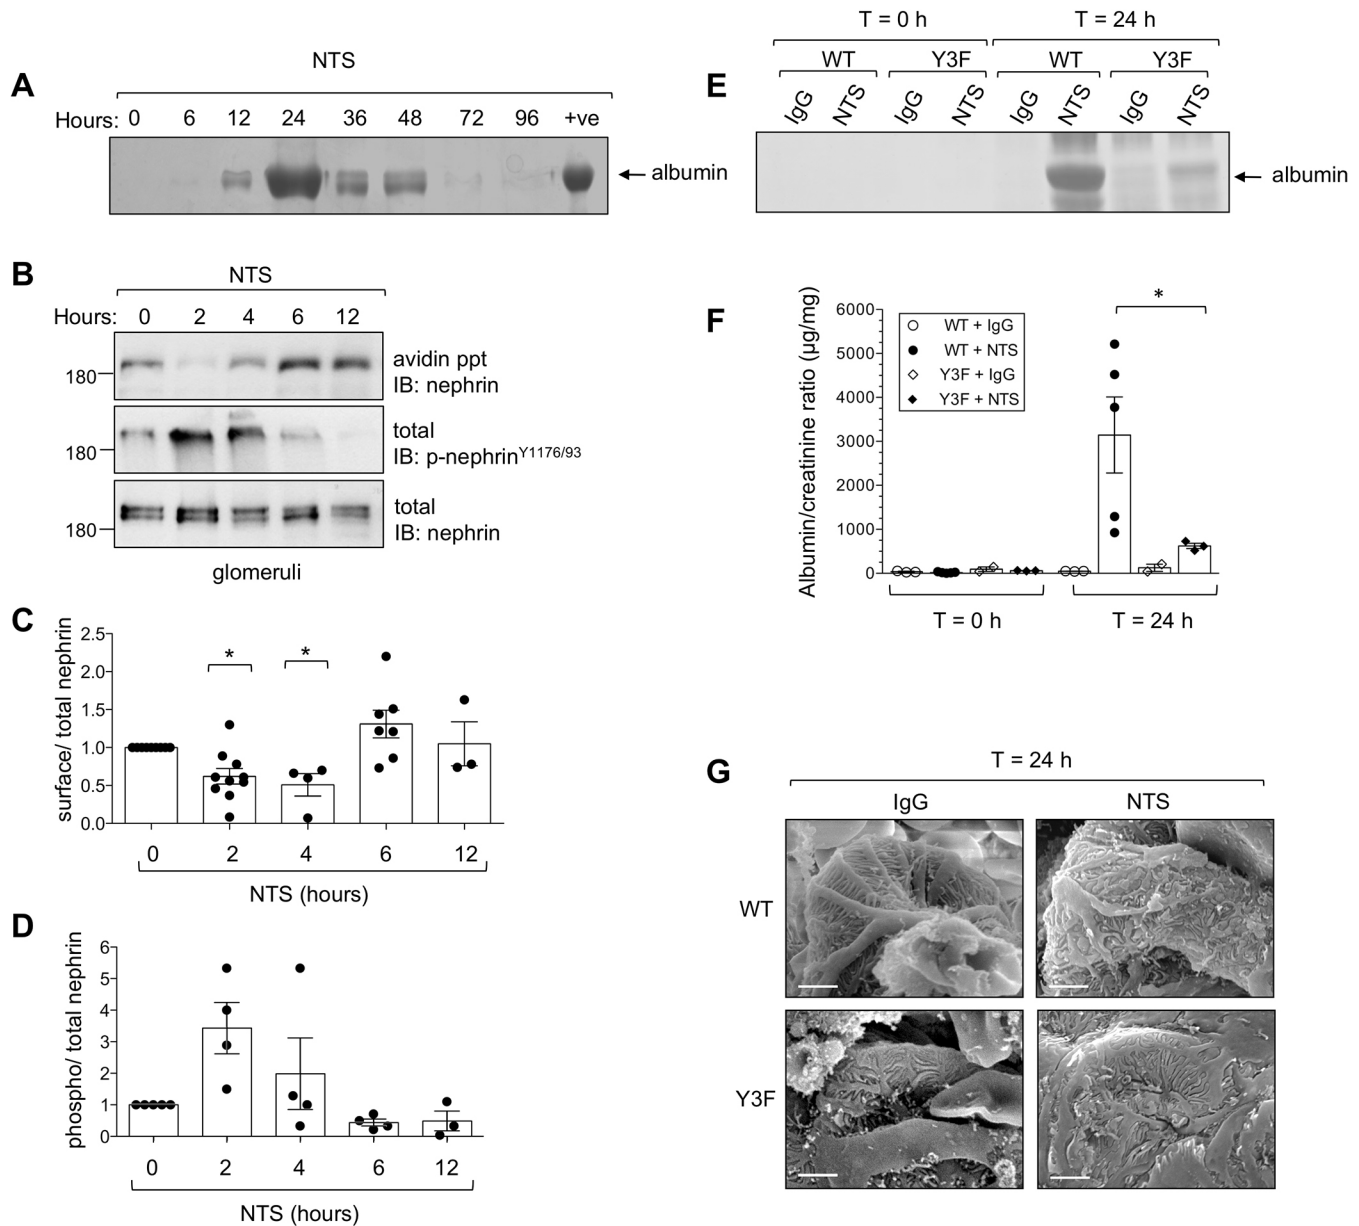 A
NTS
Hours: 0 6 12 24 36 48 72 96 +ve
albumin
B
NTS
Hours: 0 2 4 6 12
180
avidin ppt
IB: nephrin
180
total
IB: p-nephrinY1176/93
180
total
IB: nephrin
glomeruli
C
surface/ total nephrin
2.5
2.0
1.5
1.0
0.5
0.0
* *
0 2 4 6 12
NTS (hours)
D
phospho/ total nephrin
6
5
4
3
2
1
0
0 2 4 6 12
NTS (hours)
E
T = 0 h T = 24 h
WT Y3F WT Y3F
IgG NTS IgG NTS IgG NTS IgG NTS
albumin
F
Albumin/creatinine ratio (µg/mg)
6000
5000
4000
3000
2000
1000
0
WT + IgG
WT + NTS
Y3F + IgG
Y3F + NTS
*
T = 0 h T = 24 h
G
T = 24 h
IgG NTS
WT
Y3F